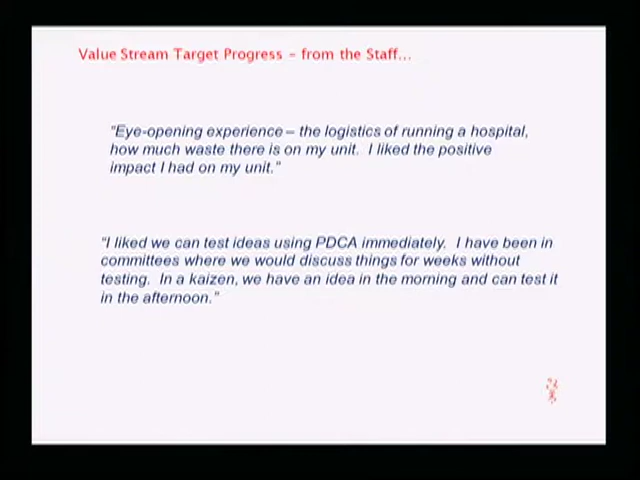 Value Stream Target Progress – from the Staff...
"Eye-opening experience – the logistics of running a hospital,
how much waste there is on my unit.  I liked the positive
impact I had on my unit."
"I liked we can test ideas using PDCA immediately.  I have been in
committees where we would discuss things for weeks without
testing.  In a kaizen, we have an idea in the morning and can test it
in the afternoon."